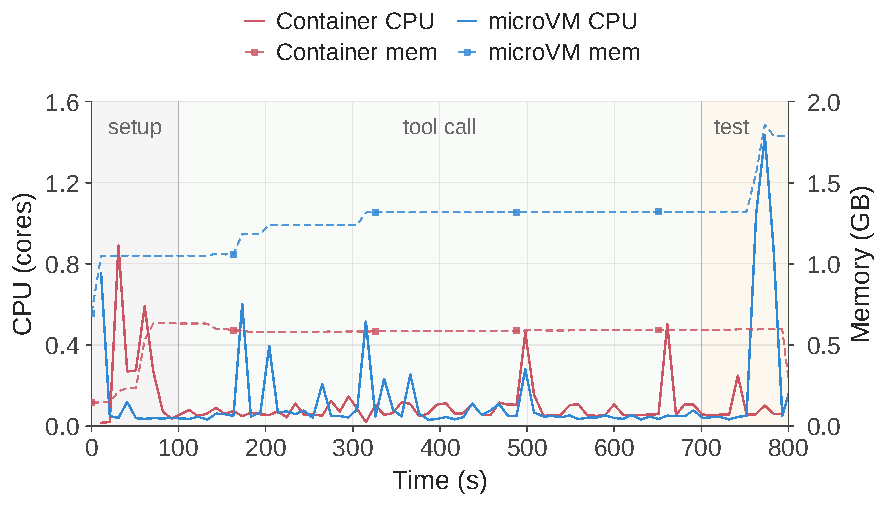 Container CPU microVM CPU
Container mem microVM mem
1.6 2.0
setup tool call test
1.2 1.5
0.8 1.0
0.4 0.5
0.0 0.0
CPU (cores)
Memory (GB)
0 100 200 300 400 500 600 700 800
Time (s)